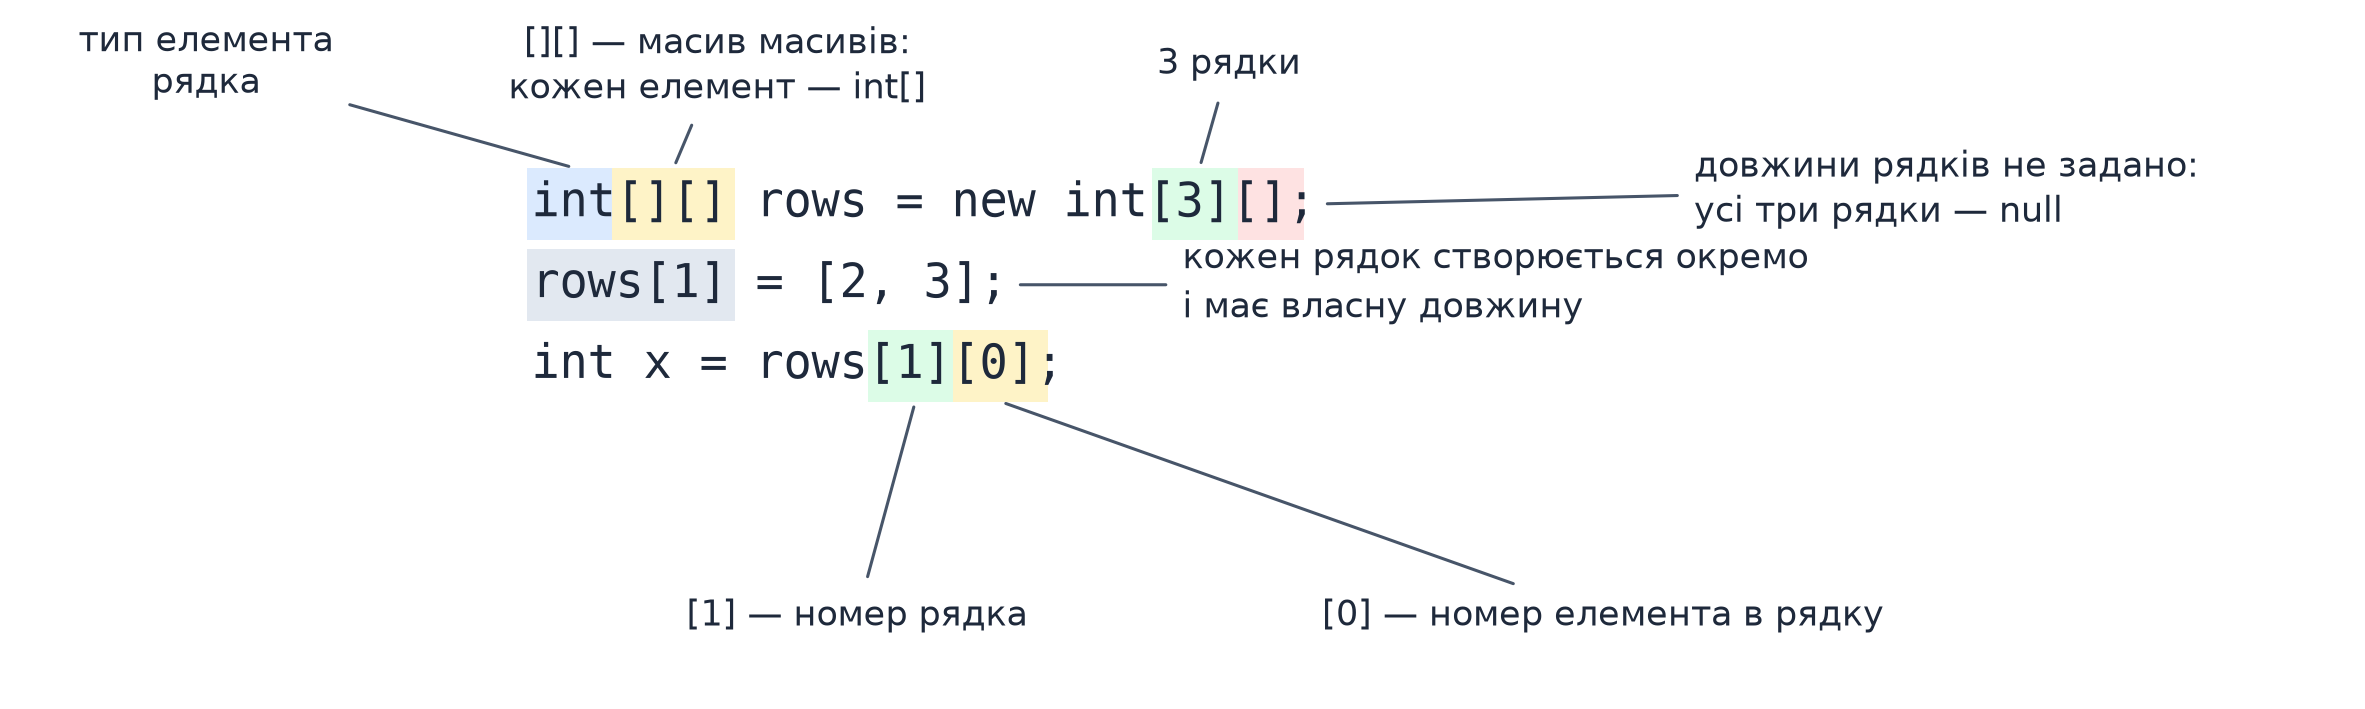 тип елемента
рядка
[][] — масив масивів:
кожен елемент — int[]
3 рядки
довжини рядків не задано:
усі три рядки — null
int[][] rows = new int[3][];
кожен рядок створюється окремо
і має власну довжину
rows[1] = [2, 3];
int x = rows[1][0];
[1] — номер рядка
[0] — номер елемента в рядку